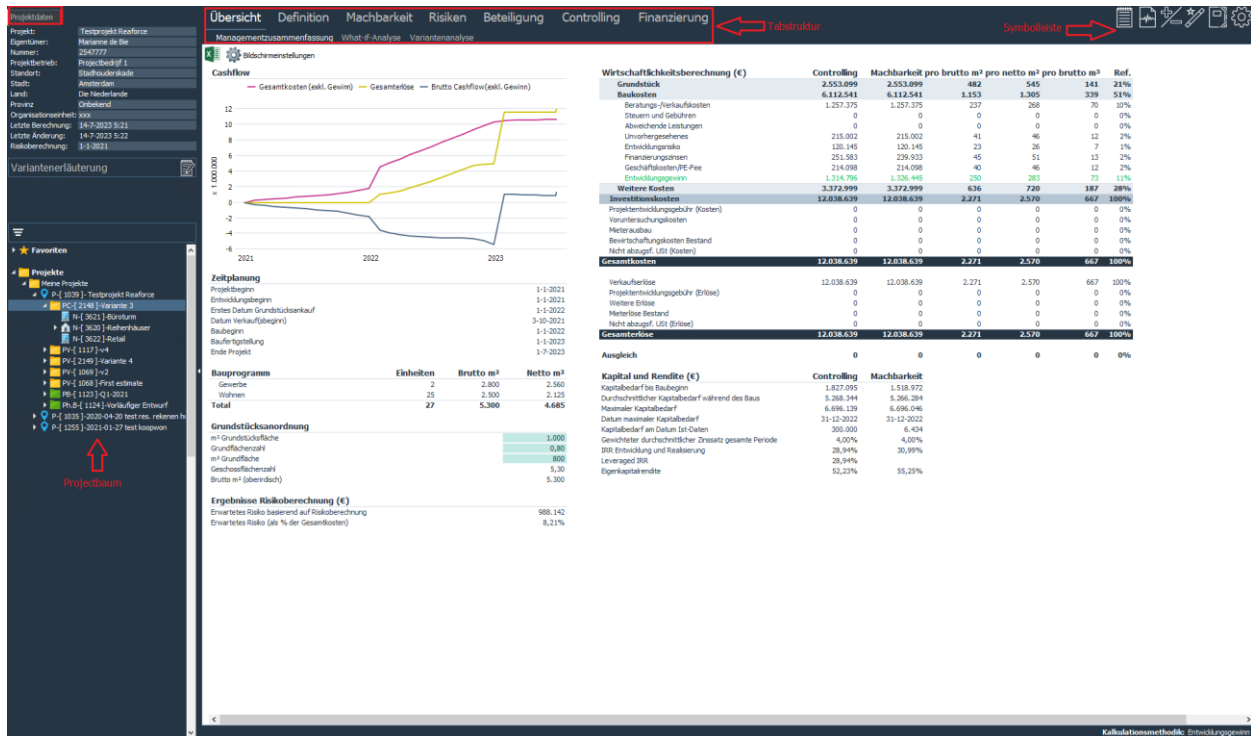 Projektdaten
Projekt: Testprojekt Reaforce
Eigentümer: Marianne de Bie
Nummer: 2547777
Projektbetrieb: Projectbedrijf 1
Standort: Stadhouderskade
Stadt: Amsterdam
Land: Die Niederlande
Provinz Onbekend
Organisationseinheit: xxx
Letzte Berechnung: 14-7-2023 5:21
Letzte Änderung: 14-7-2023 5:22
Risikoberechnung: 1-1-2021
Variantenerläuterung
Favoriten
Projekte
Meine Projekte
P-[ 1039 ]- Testprojekt Reaforce
PC-[ 2148 ]-Variante 3
N-[ 3621 ]-Büroturm
N-[ 3620 ]-Reihenhäuser
N-[ 3622 ]-Retail
PV-[ 1117 ]-v4
PV-[ 2149 ]-Variante 4
PV-[ 1069 ]-v2
PV-[ 1068 ]-First estimate
PB-[ 1123 ]-Q1-2021
Ph.B-[ 1124 ]-Vorläufiger Entwurf
P-[ 1035 ]-2020-04-20 test res. rekenen h
P-[ 1255 ]-2021-01-27 test koopwon
Projectbaum
Übersicht Definition Machbarkeit Risiken Beteiligung Controlling Finanzierung
Managementzusammenfassung What-if-Analyse Variantenanalyse
Tabstruktur
Symbolleiste
Bildschirmeinstellungen
Cashflow
Gesamtkosten (exkl. Gewinn) Gesamterlöse Brutto Cashflow(exkl. Gewinn)
x 1.000.000
12
10
8
6
4
2
0
-2
-4
-6
2021 2022 2023
Zeitplanung
Projektbeginn 1-1-2021
Entwicklungsbeginn 1-1-2021
Erstes Datum Grundstücksankauf 1-1-2022
Datum Verkauf(sbeginn) 3-10-2021
Baubeginn 1-1-2022
Baufertigstellung 1-1-2023
Ende Projekt 1-7-2023
Bauprogramm Einheiten Brutto m² Netto m²
Gewerbe 2 2.800 2.560
Wohnen 25 2.500 2.125
Total 27 5.300 4.685
Grundstücksanordnung
m² Grundstücksfläche 1.000
Grundflächenzahl 0,80
m² Grundfläche 800
Geschossflächenzahl 5,30
Brutto m² (oberirdisch) 5.300
Ergebnisse Risikoberechnung (€)
Erwartetes Risiko basierend auf Risikoberechnung 988.142
Erwartetes Risiko (als % der Gesamtkosten) 8,21%
Wirtschaftlichkeitsberechnung (€) Controlling Machbarkeit pro brutto m² pro netto m² pro brutto m³ Ref.
Grundstück 2.553.099 2.553.099 482 545 141 21%
Baukosten 6.112.541 6.112.541 1.153 1.305 339 51%
Beratungs-/Verkaufskosten 1.257.375 1.257.375 237 268 70 10%
Steuern und Gebühren 0 0 0 0 0 0%
Abweichende Leistungen 0 0 0 0 0 0%
Unvorhergesehenes 215.002 215.002 41 46 12 2%
Entwicklungsrisiko 120.145 120.145 23 26 7 1%
Finanzierungszinsen 251.583 239.933 45 51 13 2%
Geschäftskosten/PE-Fee 214.098 214.098 40 46 12 2%
Entwicklungsgewinn 1.314.796 1.326.445 250 283 73 11%
Weitere Kosten 3.372.999 3.372.999 636 720 187 28%
Investitionskosten 12.038.639 12.038.639 2.271 2.570 667 100%
Projektentwicklungsgebühr (Kosten) 0 0 0 0 0 0%
Voruntersuchungskosten 0 0 0 0 0 0%
Mieterausbau 0 0 0 0 0 0%
Bewirtschaftungskosten Bestand 0 0 0 0 0 0%
Nicht abzugsf. USt (Kosten) 0 0 0 0 0 0%
Gesamtkosten 12.038.639 12.038.639 2.271 2.570 667 100%
Verkaufserlöse 12.038.639 12.038.639 2.271 2.570 667 100%
Projektentwicklungsgebühr (Erlöse) 0 0 0 0 0 0%
Weitere Erlöse 0 0 0 0 0 0%
Mieterlöse Bestand 0 0 0 0 0 0%
Nicht abzugsf. USt (Erlöse) 0 0 0 0 0 0%
Gesamterlöse 12.038.639 12.038.639 2.271 2.570 667 100%
Ausgleich 0 0 0 0 0 0%
Kapital und Rendite (€) Controlling Machbarkeit
Kapitalbedarf bis Baubeginn 1.827.095 1.518.972
Durchschnittlicher Kapitalbedarf während des Baus 5.268.344 5.266.284
Maximaler Kapitalbedarf 6.696.139 6.696.046
Datum maximaler Kapitalbedarf 31-12-2022 31-12-2022
Kapitalbedarf am Datum Ist-Daten 300.000 6.434
Gewichteter durchschnittlicher Zinssatz gesamte Periode 4,00% 4,00%
IRR Entwicklung und Realisierung 28,94% 30,99%
Leveraged IRR 28,94%
Eigenkapitalrendite 52,23% 55,25%
Kalkulationsmethodik: Entwicklungsgewinn